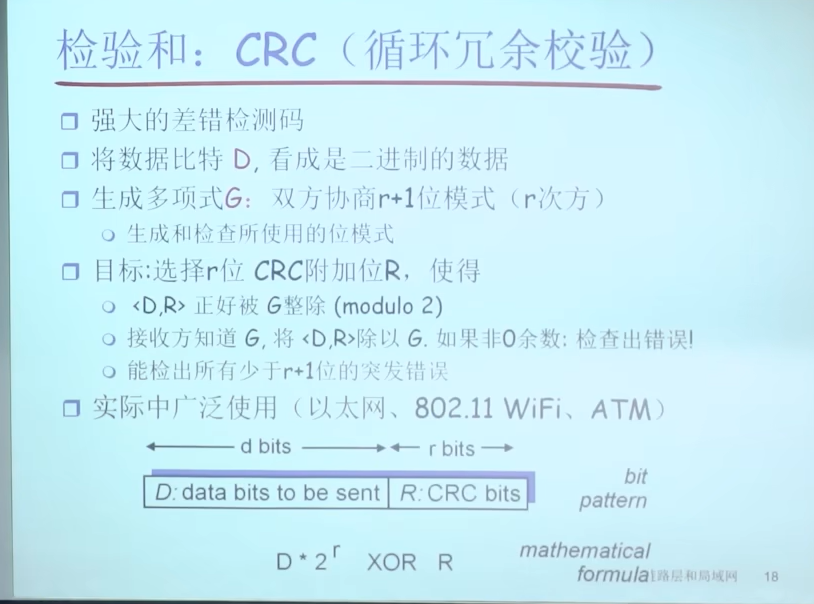 检验和：CRC（循环冗余校验）
强大的差错检测码
将数据比特 D, 看成是二进制的数据
生成多项式G：双方协商r+1位模式（r次方）
生成和检查所使用的位模式
目标:选择r位 CRC附加位R，使得
<D,R> 正好被 G整除 (modulo 2)
接收方知道 G, 将 <D,R>除以 G. 如果非0余数: 检查出错误!
能检出所有少于r+1位的突发错误
实际中广泛使用（以太网、802.11 WiFi、ATM）
d bits r bits
D: data bits to be sent R: CRC bits
bit
pattern
D * 2^r XOR R
mathematical
formula
路层和局域网 18